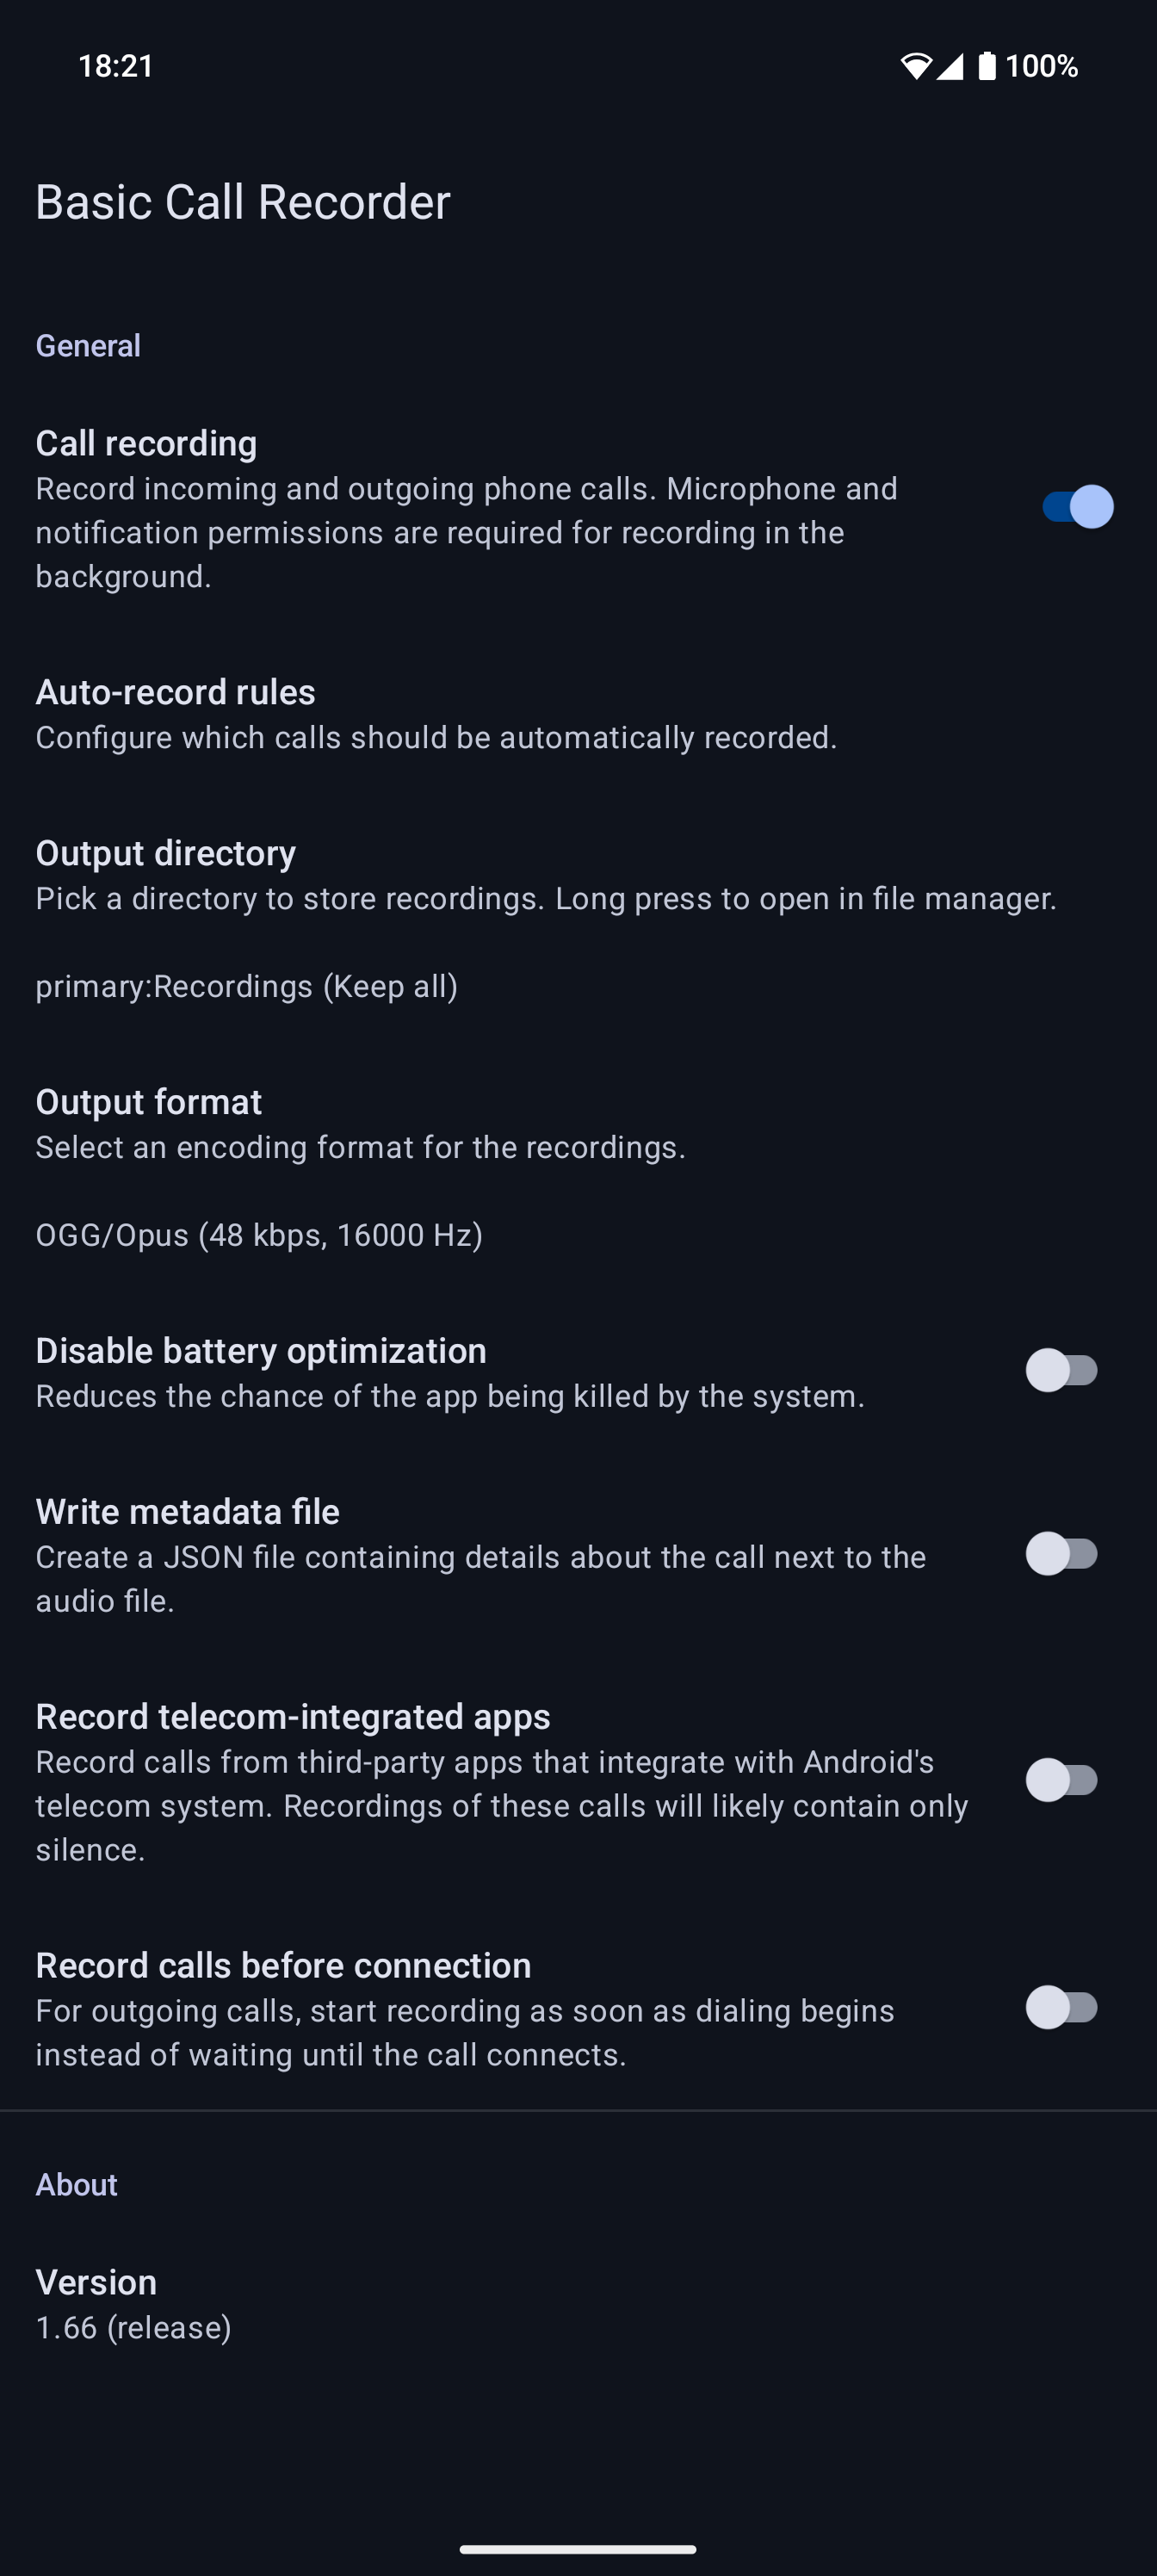 18:21
100%
Basic Call Recorder
General
Call recording
Record incoming and outgoing phone calls. Microphone and
notification permissions are required for recording in the
background.
Auto-record rules
Configure which calls should be automatically recorded.
Output directory
Pick a directory to store recordings. Long press to open in file manager.
primary:Recordings (Keep all)
Output format
Select an encoding format for the recordings.
OGG/Opus (48 kbps, 16000 Hz)
Disable battery optimization
Reduces the chance of the app being killed by the system.
Write metadata file
Create a JSON file containing details about the call next to the
audio file.
Record telecom-integrated apps
Record calls from third-party apps that integrate with Android's
telecom system. Recordings of these calls will likely contain only
silence.
Record calls before connection
For outgoing calls, start recording as soon as dialing begins
instead of waiting until the call connects.
About
Version
1.66 (release)